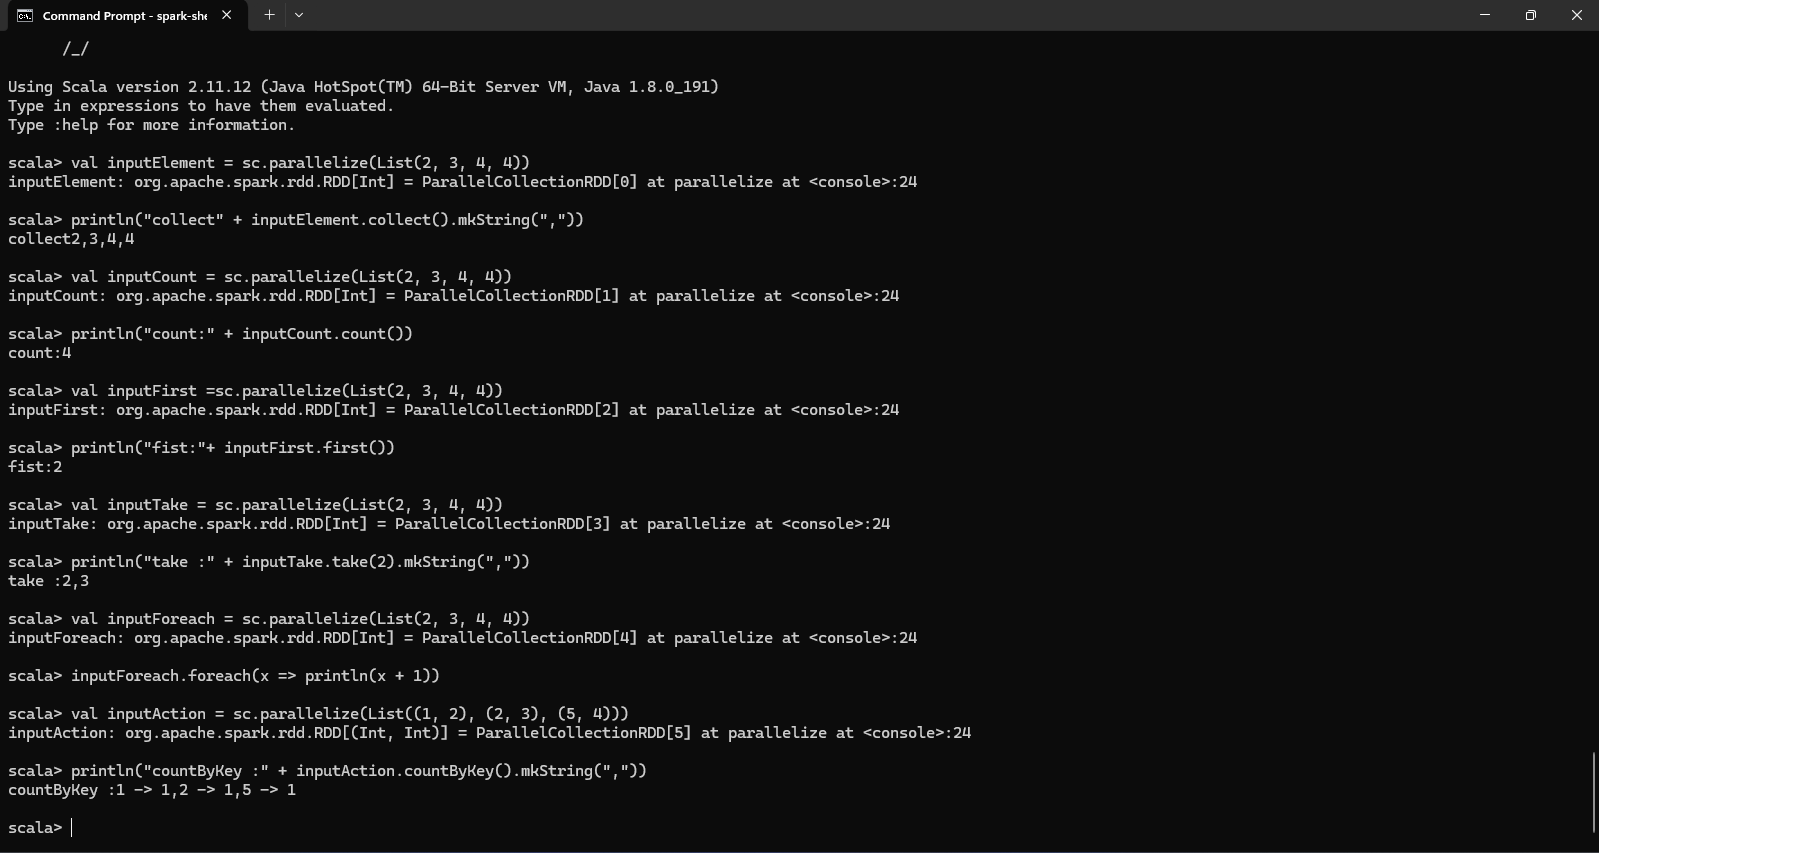 Command Prompt - spark-she
/_/
Using Scala version 2.11.12 (Java HotSpot(TM) 64-Bit Server VM, Java 1.8.0_191)
Type in expressions to have them evaluated.
Type :help for more information.
scala> val inputElement = sc.parallelize(List(2, 3, 4, 4))
inputElement: org.apache.spark.rdd.RDD[Int] = ParallelCollectionRDD[0] at parallelize at <console>:24
scala> println("collect" + inputElement.collect().mkString(","))
collect2,3,4,4
scala> val inputCount = sc.parallelize(List(2, 3, 4, 4))
inputCount: org.apache.spark.rdd.RDD[Int] = ParallelCollectionRDD[1] at parallelize at <console>:24
scala> println("count:" + inputCount.count())
count:4
scala> val inputFirst =sc.parallelize(List(2, 3, 4, 4))
inputFirst: org.apache.spark.rdd.RDD[Int] = ParallelCollectionRDD[2] at parallelize at <console>:24
scala> println("fist:"+ inputFirst.first())
fist:2
scala> val inputTake = sc.parallelize(List(2, 3, 4, 4))
inputTake: org.apache.spark.rdd.RDD[Int] = ParallelCollectionRDD[3] at parallelize at <console>:24
scala> println("take :" + inputTake.take(2).mkString(","))
take :2,3
scala> val inputForeach = sc.parallelize(List(2, 3, 4, 4))
inputForeach: org.apache.spark.rdd.RDD[Int] = ParallelCollectionRDD[4] at parallelize at <console>:24
scala> inputForeach.foreach(x => println(x + 1))
scala> val inputAction = sc.parallelize(List((1, 2), (2, 3), (5, 4)))
inputAction: org.apache.spark.rdd.RDD[(Int, Int)] = ParallelCollectionRDD[5] at parallelize at <console>:24
scala> println("countByKey :" + inputAction.countByKey().mkString(","))
countByKey :1 -> 1,2 -> 1,5 -> 1
scala>